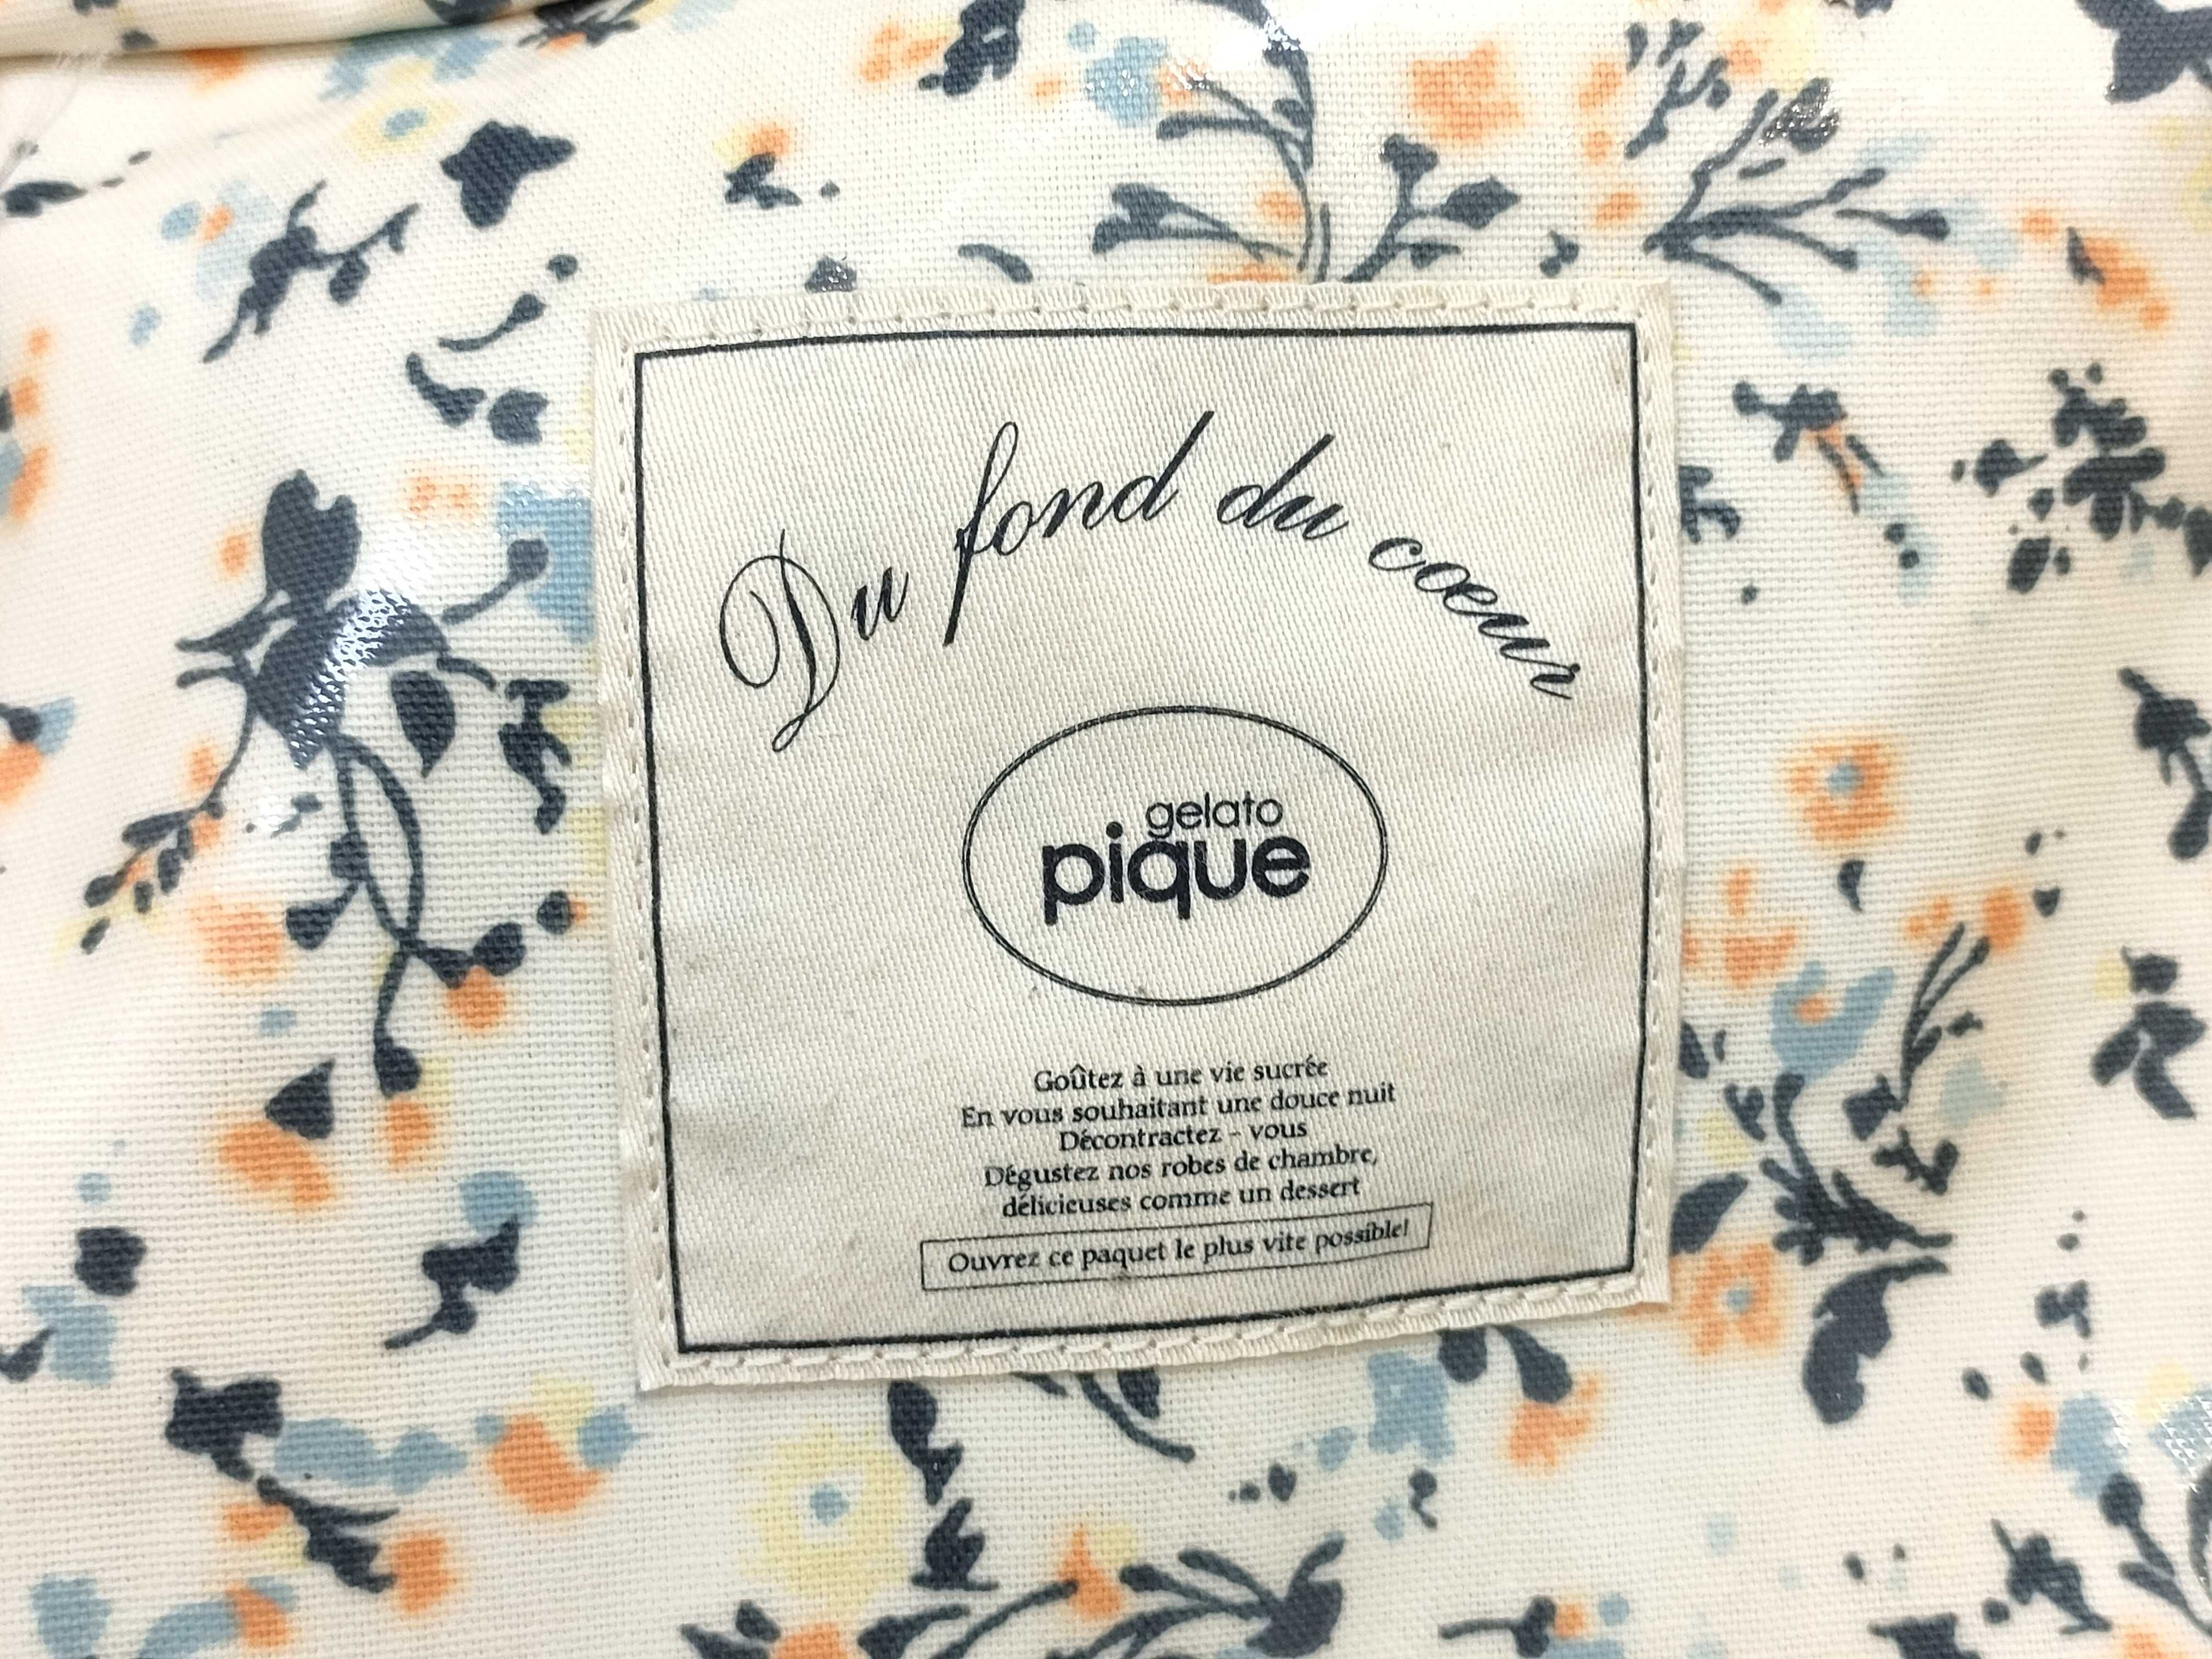 Du fond du cœur
gelato
pique
Goûtez à une vie sucrée
En vous souhaitant une douce nuit
Décontractez - vous
Dégustez nos robes de chambre,
délicieuses comme un dessert
Ouvrez ce paquet le plus vite possible!